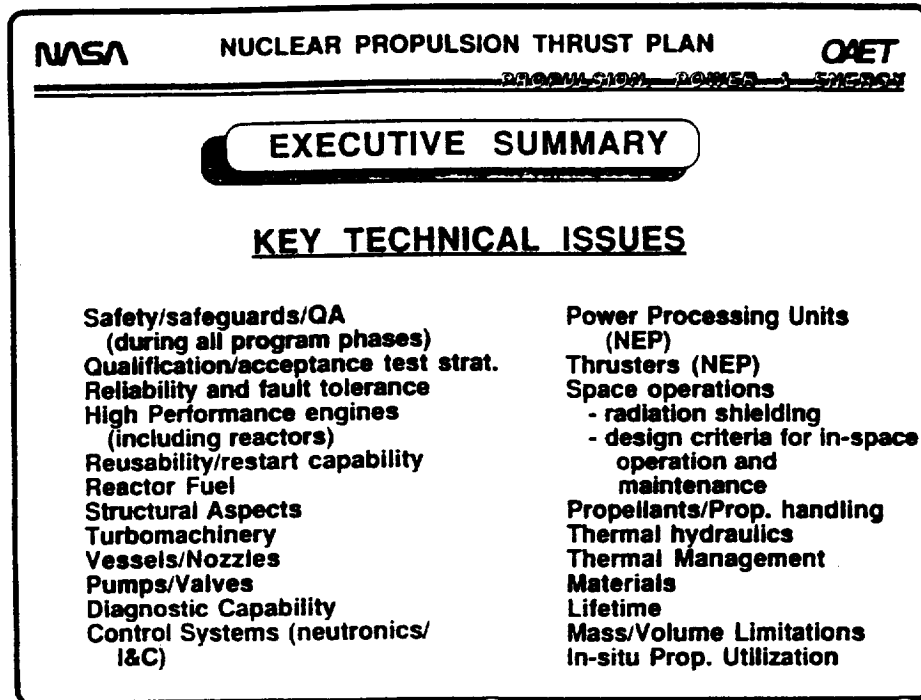 NASA
NUCLEAR PROPULSION THRUST PLAN
OAET
PROPULSION, POWER & ENERGY
EXECUTIVE SUMMARY
KEY TECHNICAL ISSUES
Safety/safeguards/QA
(during all program phases)
Qualification/acceptance test strat.
Reliability and fault tolerance
High Performance engines
(including reactors)
Reusability/restart capability
Reactor Fuel
Structural Aspects
Turbomachinery
Vessels/Nozzles
Pumps/Valves
Diagnostic Capability
Control Systems (neutronics/
I&C)
Power Processing Units
(NEP)
Thrusters (NEP)
Space operations
- radiation shielding
- design criteria for in-space
operation and
maintenance
Propellants/Prop. handling
Thermal hydraulics
Thermal Management
Materials
Lifetime
Mass/Volume Limitations
In-situ Prop. Utilization